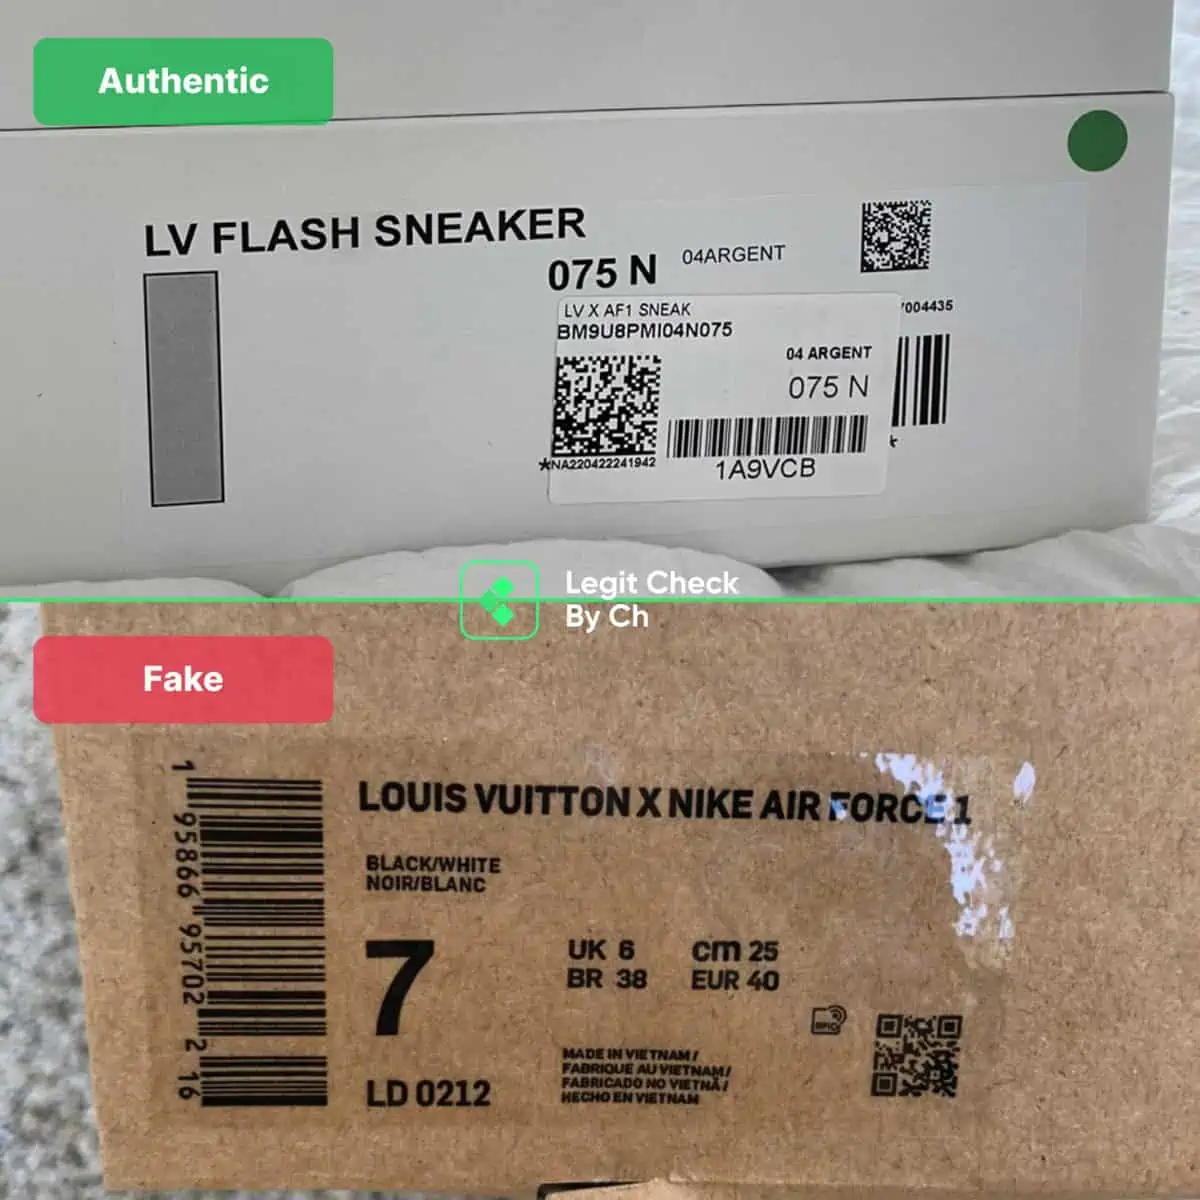 Authentic
LV FLASH SNEAKER
075 N
04ARGENT
LV X AF1 SNEAK
BM9U8PMI04N075
04 ARGENT
075 N
*NA220422241942
1A9VCB
004435
*
Legit Check
By Ch
Fake
LOUIS VUITTON X NIKE AIR FORCE 1
BLACK/WHITE
NOIR/BLANC
7
UK 6
BR 38
cm 25
EUR 40
LD 0212
MADE IN VIETNAM /
FABRIQUE AU VIETNAM /
FABRICADO NO VIETNÃ /
HECHO EN VIETNAM
1 95866 95702 2 16